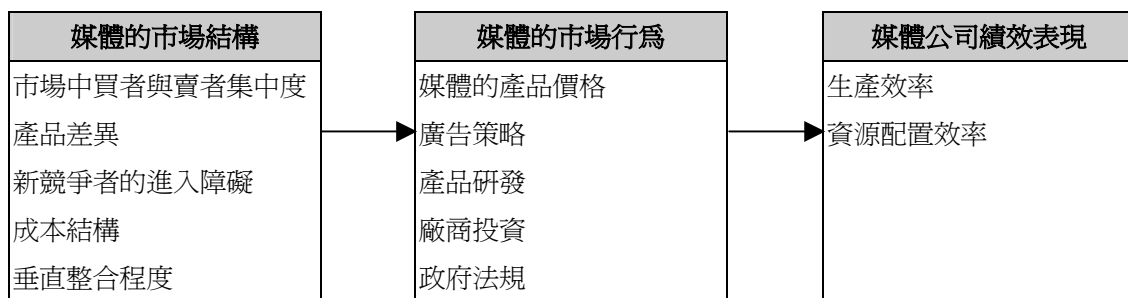 媒體的市場結構
市場中買者與賣者集中度
產品差異
新競爭者的進入障礙
成本結構
垂直整合程度
媒體的市場行為
媒體的產品價格
廣告策略
產品研發
廠商投資
政府法規
媒體公司績效表現
生產效率
資源配置效率